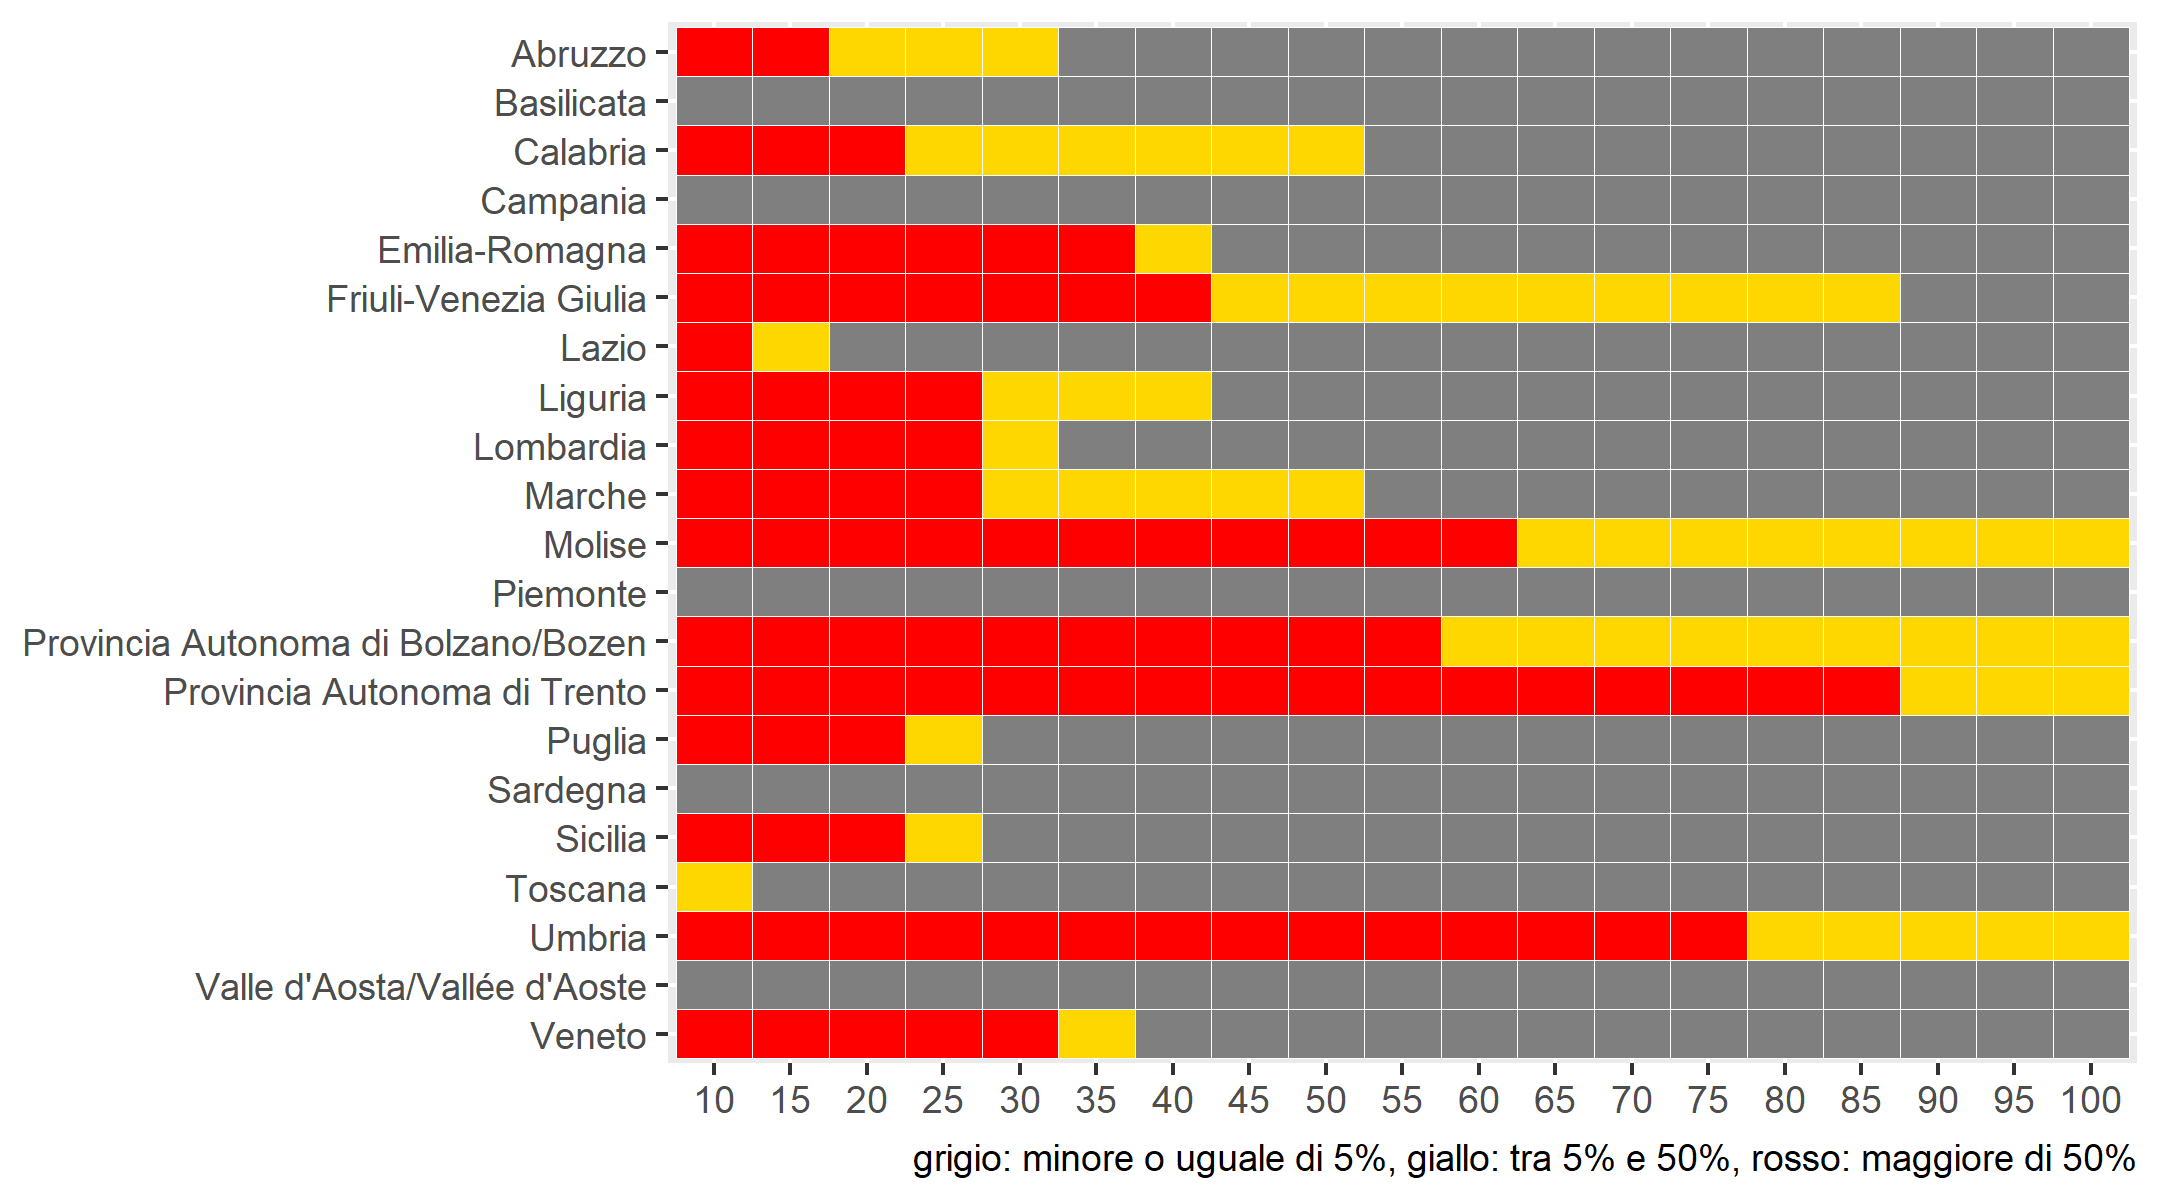 Abruzzo
Basilicata
Calabria
Campania
Emilia-Romagna
Friuli-Venezia Giulia
Lazio
Liguria
Lombardia
Marche
Molise
Piemonte
Provincia Autonoma di Bolzano/Bozen
Provincia Autonoma di Trento
Puglia
Sardegna
Sicilia
Toscana
Umbria
Valle d'Aosta/Vallée d'Aoste
Veneto
10 15 20 25 30 35 40 45 50 55 60 65 70 75 80 85 90 95 100
grigio: minore o uguale di 5%, giallo: tra 5% e 50%, rosso: maggiore di 50%